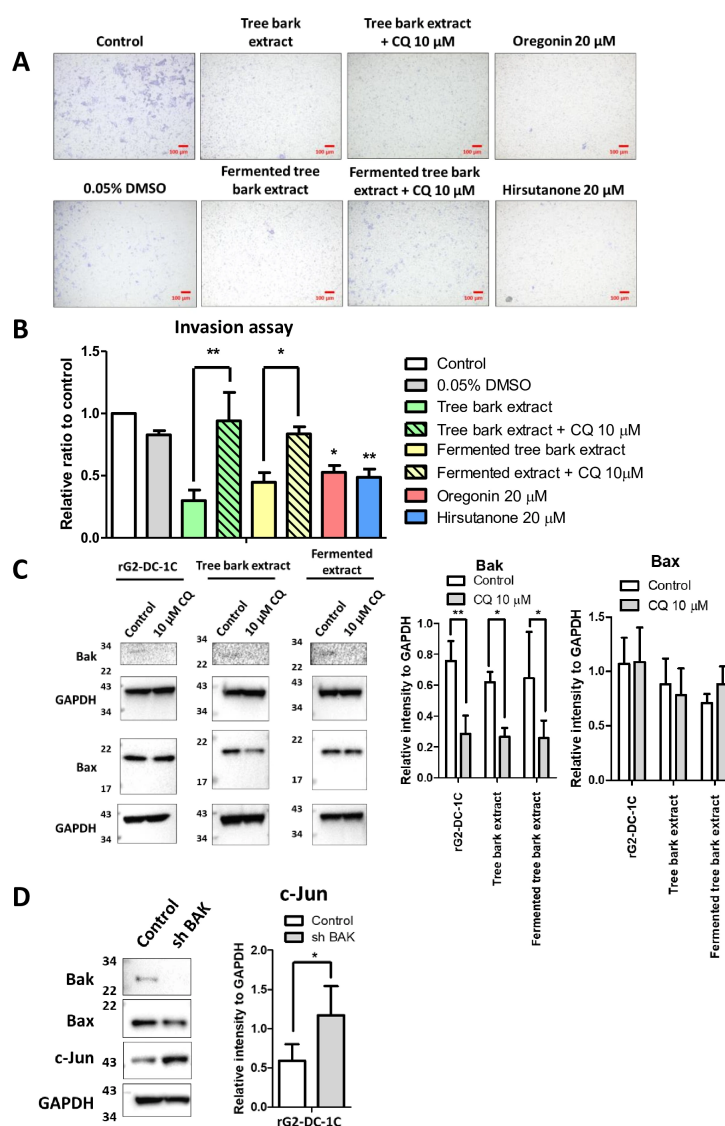 A
Control
Tree bark
extract
Tree bark extract
+ CQ 10 µM
Oregonin 20 µM
100 µm
100 µm
100 µm
100 µm
0.05% DMSO
Fermented tree
bark extract
Fermented tree bark
extract + CQ 10 µM
Hirsutanone 20 µM
100 µm
100 µm
100 µm
100 µm
B
Invasion assay
Relative ratio to control
1.5
1.0
0.5
0.0
**
*
*
**
Control
0.05% DMSO
Tree bark extract
Tree bark extract + CQ 10 µM
Fermented tree bark extract
Fermented extract + CQ 10µM
Oregonin 20 µM
Hirsutanone 20 µM
C
rG2-DC-1C
Tree bark extract
Fermented
extract
Control
10 µM CQ
Control
10 µM CQ
Control
10 µM CQ
Bak
34
22
34
22
34
22
GAPDH
43
34
43
34
43
34
Bax
22
17
22
17
22
17
GAPDH
43
34
43
34
43
34
Bak
Control
CQ 10 µM
Relative intensity to GAPDH
1.0
0.8
0.6
0.4
0.2
0.0
**
*
*
rG2-DC-1C
Tree bark extract
Fermented tree bark extract
Bax
Control
CQ 10 µM
Relative intensity to GAPDH
1.5
1.0
0.5
0.0
rG2-DC-1C
Tree bark extract
Fermented tree bark extract
D
Control
sh BAK
Bak
34
22
Bax
22
c-Jun
43
GAPDH
43
34
c-Jun
Control
sh BAK
Relative intensity to GAPDH
2.0
1.5
1.0
0.5
0.0
*
rG2-DC-1C